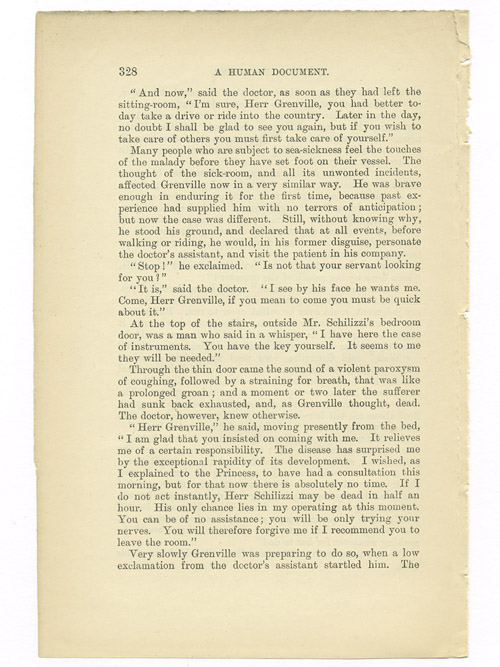 328 A HUMAN DOCUMENT.
“ And now,” said the doctor, as soon as they had left the
sitting-room, “ I’m sure, Herr Grenville, you had better to-
day take a drive or ride into the country. Later in the day,
no doubt I shall be glad to see you again, but if you wish to
take care of others you must first take care of yourself.”
Many people who are subject to sea-sickness feel the touches
of the malady before they have set foot on their vessel. The
thought of the sick-room, and all its unwonted incidents,
affected Grenville now in a very similar way. He was brave
enough in enduring it for the first time, because past ex-
perience had supplied him with no terrors of anticipation ;
but now the case was different. Still, without knowing why,
he stood his ground, and declared that at all events, before
walking or riding, he would, in his former disguise, personate
the doctor’s assistant, and visit the patient in his company.
“ Stop ! ” he exclaimed. “ Is not that your servant looking
for you ? ”
“ It is,” said the doctor. “ I see by his face he wants me.
Come, Herr Grenville, if you mean to come you must be quick
about it.”
At the top of the stairs, outside Mr. Schilizzi’s bedroom
door, was a man who said in a whisper, “ I have here the case
of instruments. You have the key yourself. It seems to me
they will be needed.”
Through the thin door came the sound of a violent paroxysm
of coughing, followed by a straining for breath, that was like
a prolonged groan ; and a moment or two later the sufferer
had sunk back exhausted, and, as Grenville thought, dead.
The doctor, however, knew otherwise.
“ Herr Grenville,” he said, moving presently from the bed,
“ I am glad that you insisted on coming with me. It relieves
me of a certain responsibility. The disease has surprised me
by the exceptional rapidity of its development. I wished, as
I explained to the Princess, to have had a consultation this
morning, but for that now there is absolutely no time. If I
do not act instantly, Herr Schilizzi may be dead in half an
hour. His only chance lies in my operating at this moment.
You can be of no assistance ; you will be only trying your
nerves. You will therefore forgive me if I recommend you to
leave the room.”
Very slowly Grenville was preparing to do so, when a low
exclamation from the doctor’s assistant startled him. The